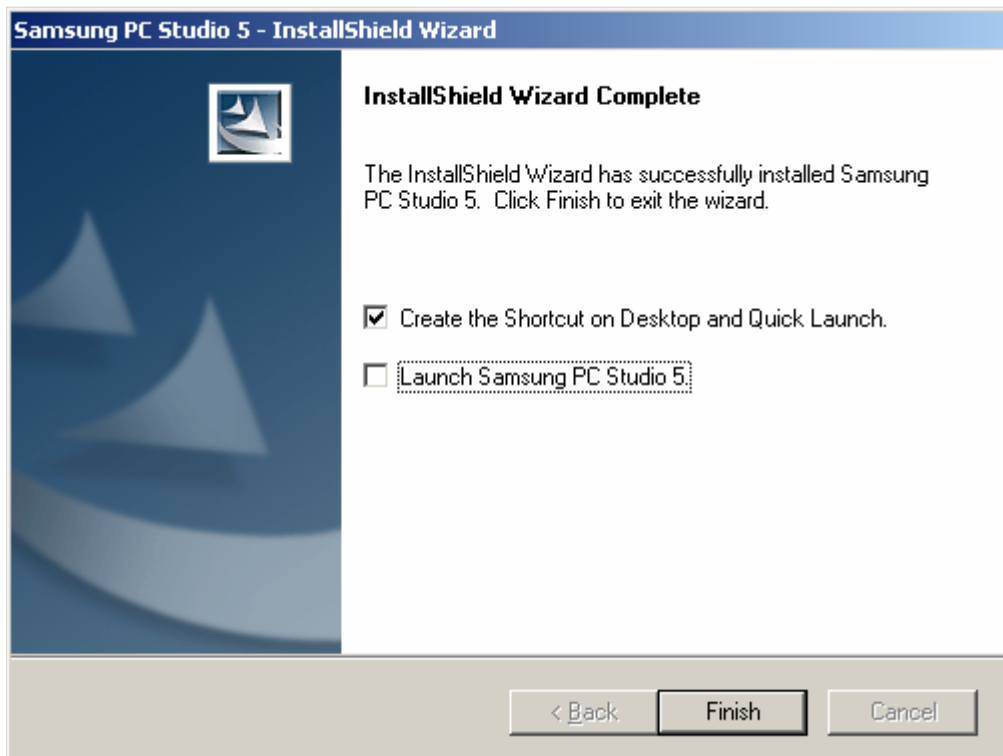 Samsung PC Studio 5 - InstallShield Wizard
InstallShield Wizard Complete
The InstallShield Wizard has successfully installed Samsung
PC Studio 5.  Click Finish to exit the wizard.
Create the Shortcut on Desktop and Quick Launch.
Launch Samsung PC Studio 5.
< Back
Finish
Cancel